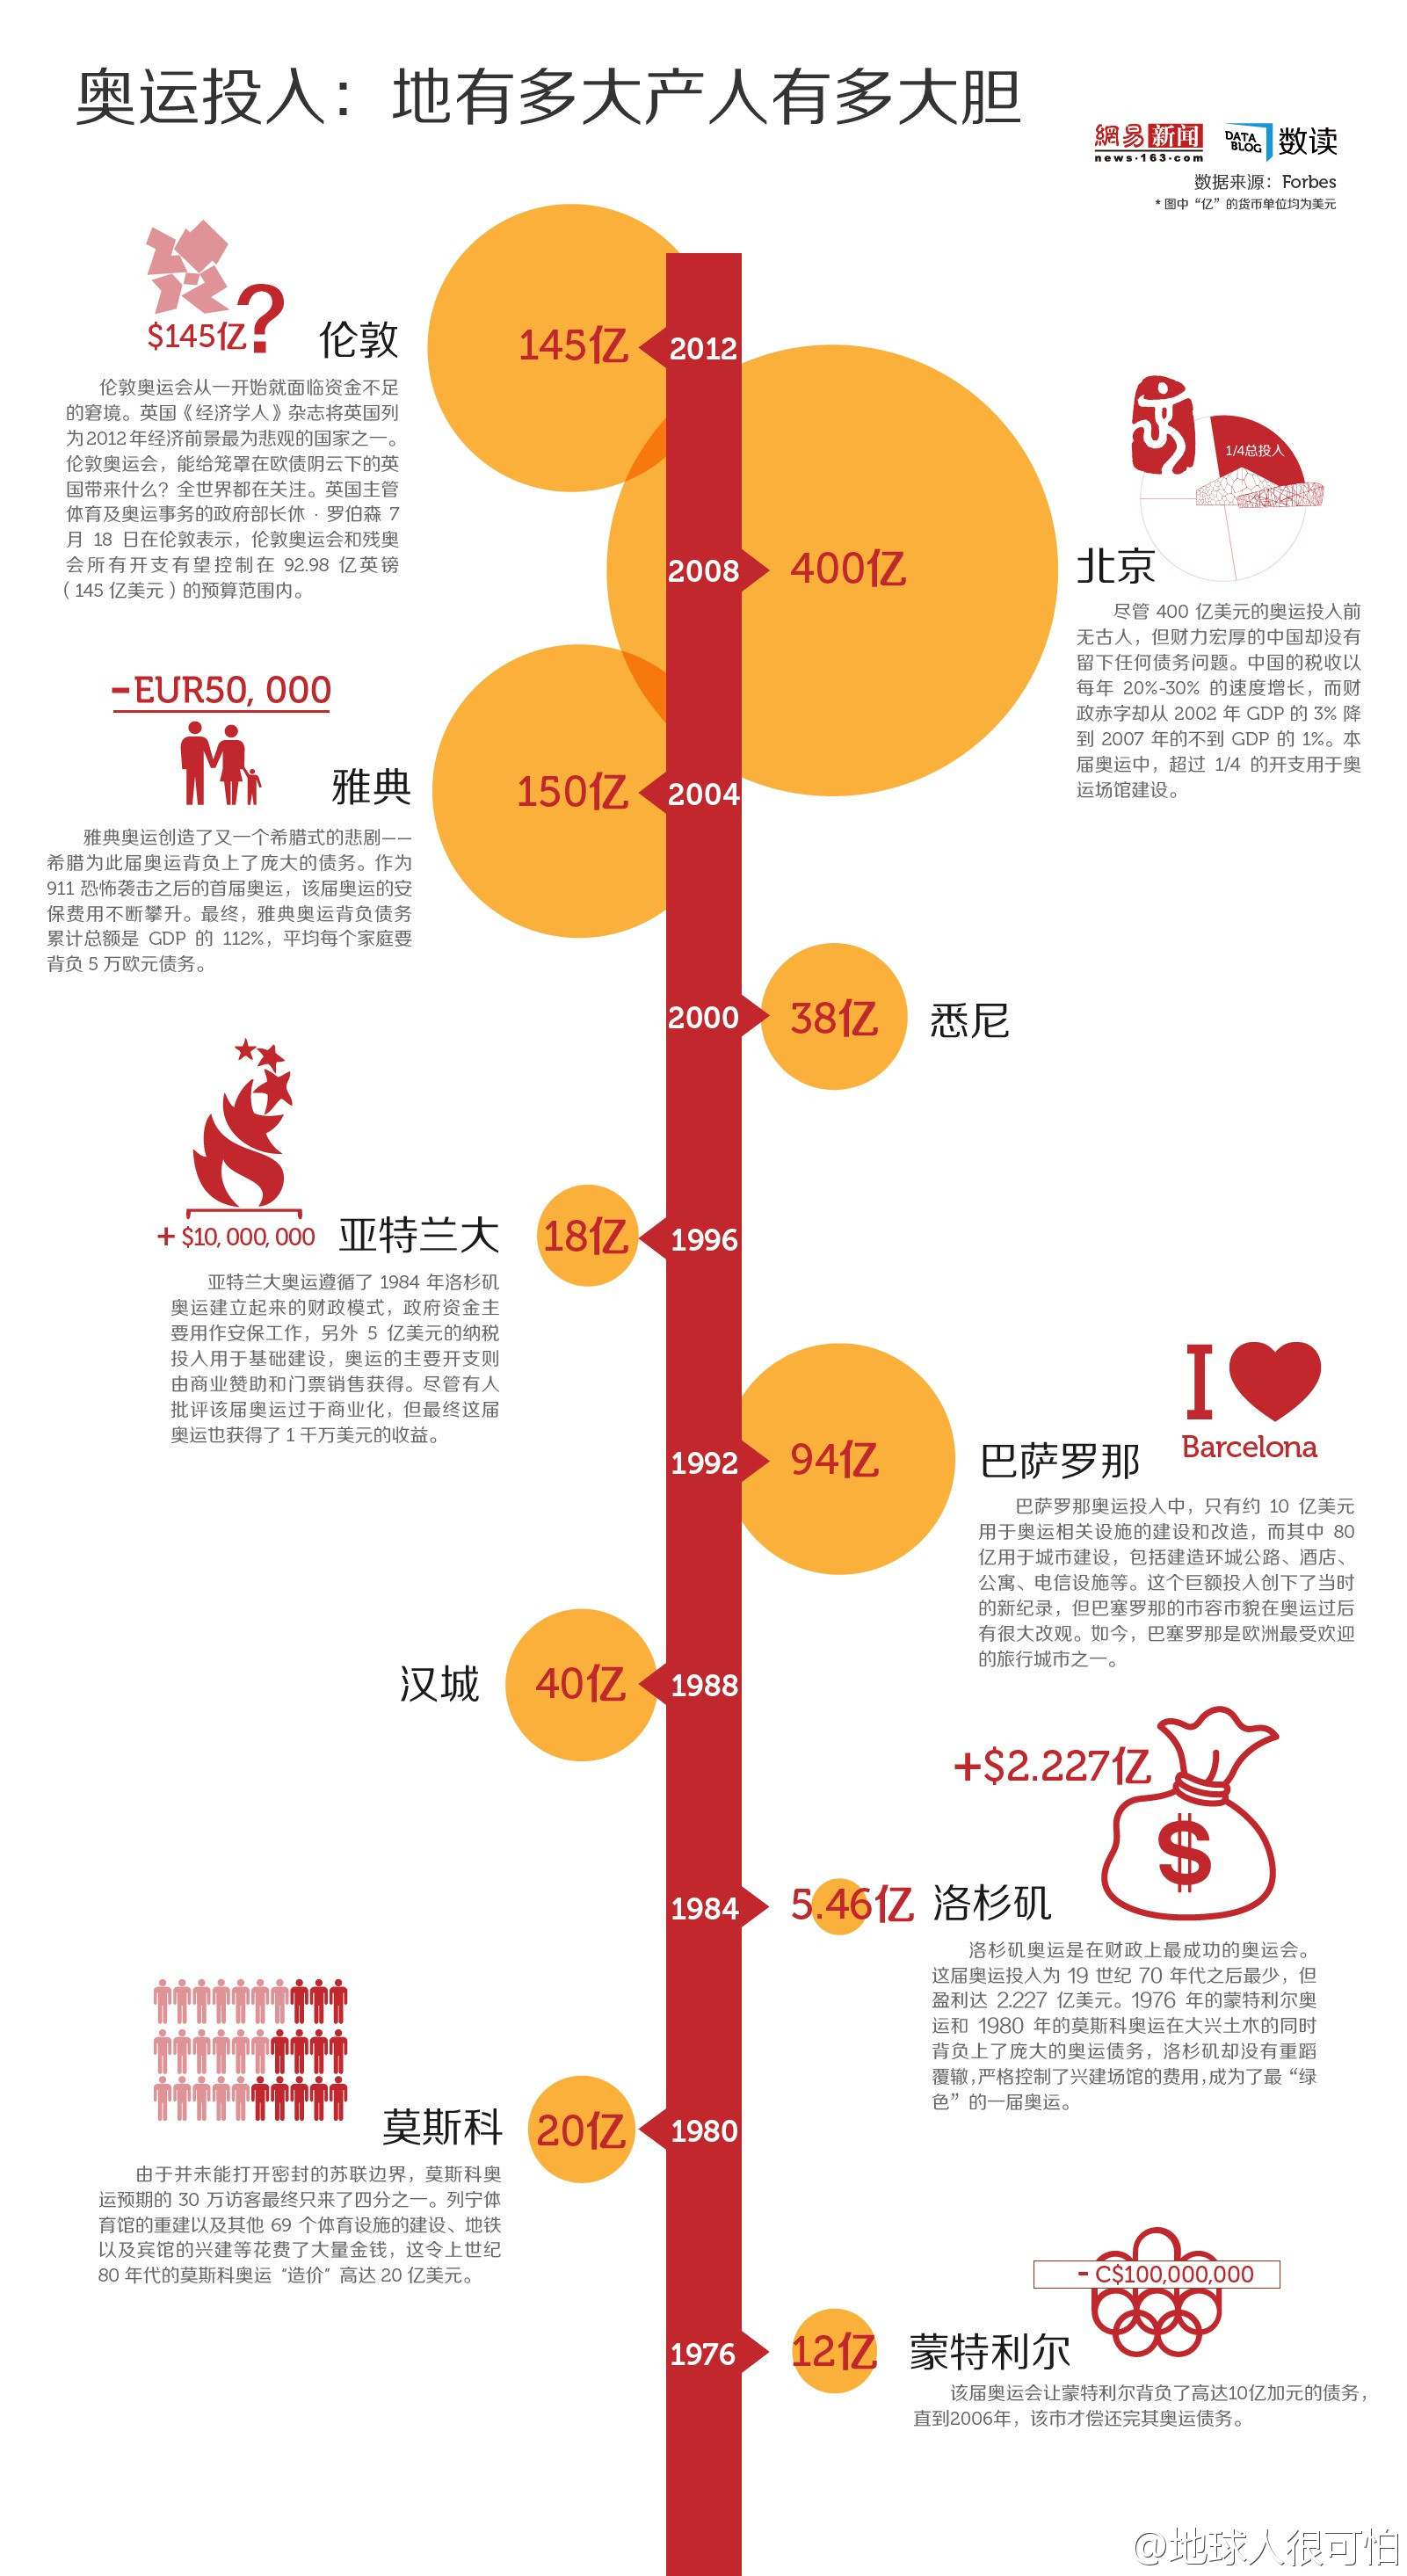 奥运投入：地有多大产人有多大胆
網易新闻
news·163·com
DATA
BLOG
数读
数据来源：Forbes
* 图中“亿”的货币单位均为美元
$145亿?
伦敦
145亿
2012
伦敦奥运会从一开始就面临资金不足
的窘境。英国《经济学人》杂志将英国列
为2012年经济前景最为悲观的国家之一。
伦敦奥运会，能给笼罩在欧债阴云下的英
国带来什么？全世界都在关注。英国主管
体育及奥运事务的政府部长休 · 罗伯森 7
月 18 日在伦敦表示，伦敦奥运会和残奥
会所有开支有望控制在 92.98 亿英镑
（145 亿美元）的预算范围内。
1/4总投入
2008
400亿
北京
尽管 400 亿美元的奥运投入前
无古人，但财力宏厚的中国却没有
留下任何债务问题。中国的税收以
每年 20%-30% 的速度增长，而财
政赤字却从 2002 年 GDP 的 3% 降
到 2007 年的不到 GDP 的 1%。本
届奥运中，超过 1/4 的开支用于奥
运场馆建设。
-EUR50, 000
雅典
150亿
2004
雅典奥运创造了又一个希腊式的悲剧——
希腊为此届奥运背负上了庞大的债务。作为
911 恐怖袭击之后的首届奥运，该届奥运的安
保费用不断攀升。最终，雅典奥运背负债务
累计总额是 GDP 的 112%，平均每个家庭要
背负 5 万欧元债务。
2000
38亿
悉尼
+ $10, 000, 000
亚特兰大
18亿
1996
亚特兰大奥运遵循了 1984 年洛杉矶
奥运建立起来的财政模式，政府资金主
要用作安保工作，另外 5 亿美元的纳税
投入用于基础建设，奥运的主要开支则
由商业赞助和门票销售获得。尽管有人
批评该届奥运过于商业化，但最终这届
奥运也获得了 1 千万美元的收益。
I
Barcelona
1992
94亿
巴萨罗那
巴萨罗那奥运投入中，只有约 10 亿美元
用于奥运相关设施的建设和改造，而其中 80
亿用于城市建设，包括建造环城公路、酒店、
公寓、电信设施等。这个巨额投入创下了当时
的新纪录，但巴塞罗那的市容市貌在奥运过后
有很大改观。如今，巴塞罗那是欧洲最受欢迎
的旅行城市之一。
汉城
40亿
1988
+$2.227亿
$
1984
5.46亿
洛杉矶
洛杉矶奥运是在财政上最成功的奥运会。
这届奥运投入为 19 世纪 70 年代之后最少，但
盈利达 2.227 亿美元。1976 年的蒙特利尔奥
运和 1980 年的莫斯科奥运在大兴土木的同时
背负上了庞大的奥运债务，洛杉矶却没有重蹈
覆辙，严格控制了兴建场馆的费用，成为了最“绿
色”的一届奥运。
莫斯科
20亿
1980
由于并未能打开密封的苏联边界，莫斯科奥
运预期的 30 万访客最终只来了四分之一。列宁体
育馆的重建以及其他 69 个体育设施的建设、地铁
以及宾馆的兴建等花费了大量金钱，这令上世纪
80 年代的莫斯科奥运“造价”高达 20 亿美元。
- C$100,000,000
1976
12亿
蒙特利尔
该届奥运会让蒙特利尔背负了高达10亿加元的债务，
直到2006年，该市才偿还完其奥运债务。
@地球人很可怕